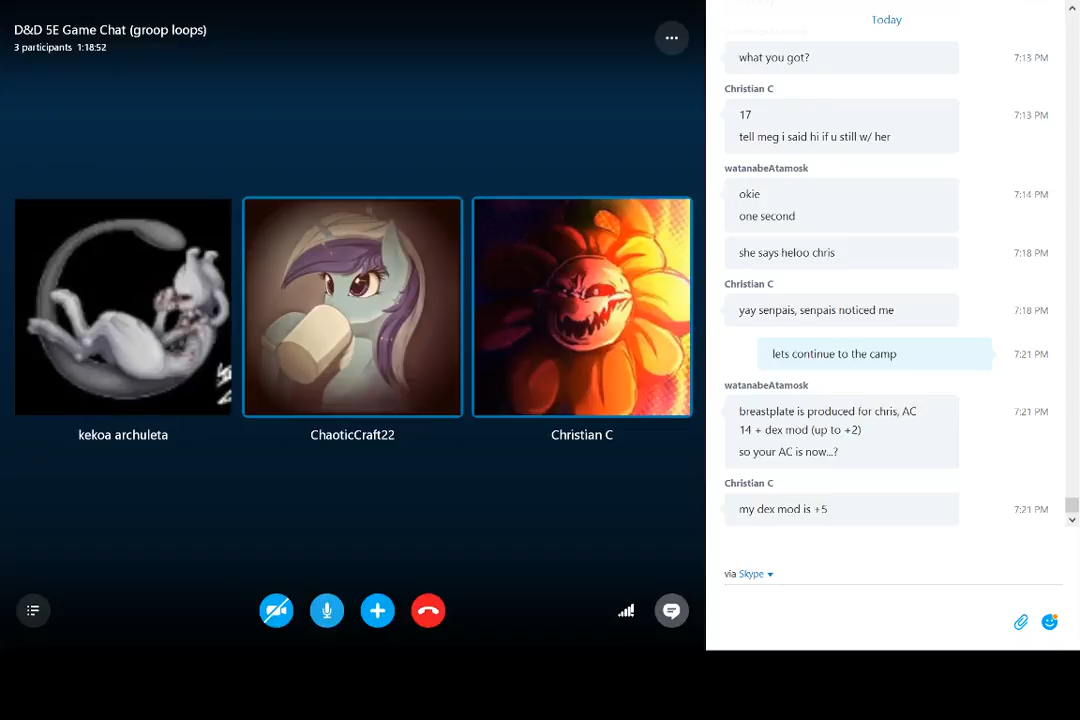 D&D 5E Game Chat (groop loops)
3 participants 1:18:52
kekoa archuleta
ChaoticCraft22
Christian C
Today
what you got?
7:13 PM
Christian C
17
7:13 PM
tell meg i said hi if u still w/ her
watanabeAtamosk
okie
7:14 PM
one second
she says heloo chris
7:18 PM
Christian C
yay senpais, senpais noticed me
7:18 PM
lets continue to the camp
7:21 PM
watanabeAtamosk
breastplate is produced for chris, AC
7:21 PM
14 + dex mod (up to +2)
so your AC is now...?
Christian C
my dex mod is +5
7:21 PM
via Skype